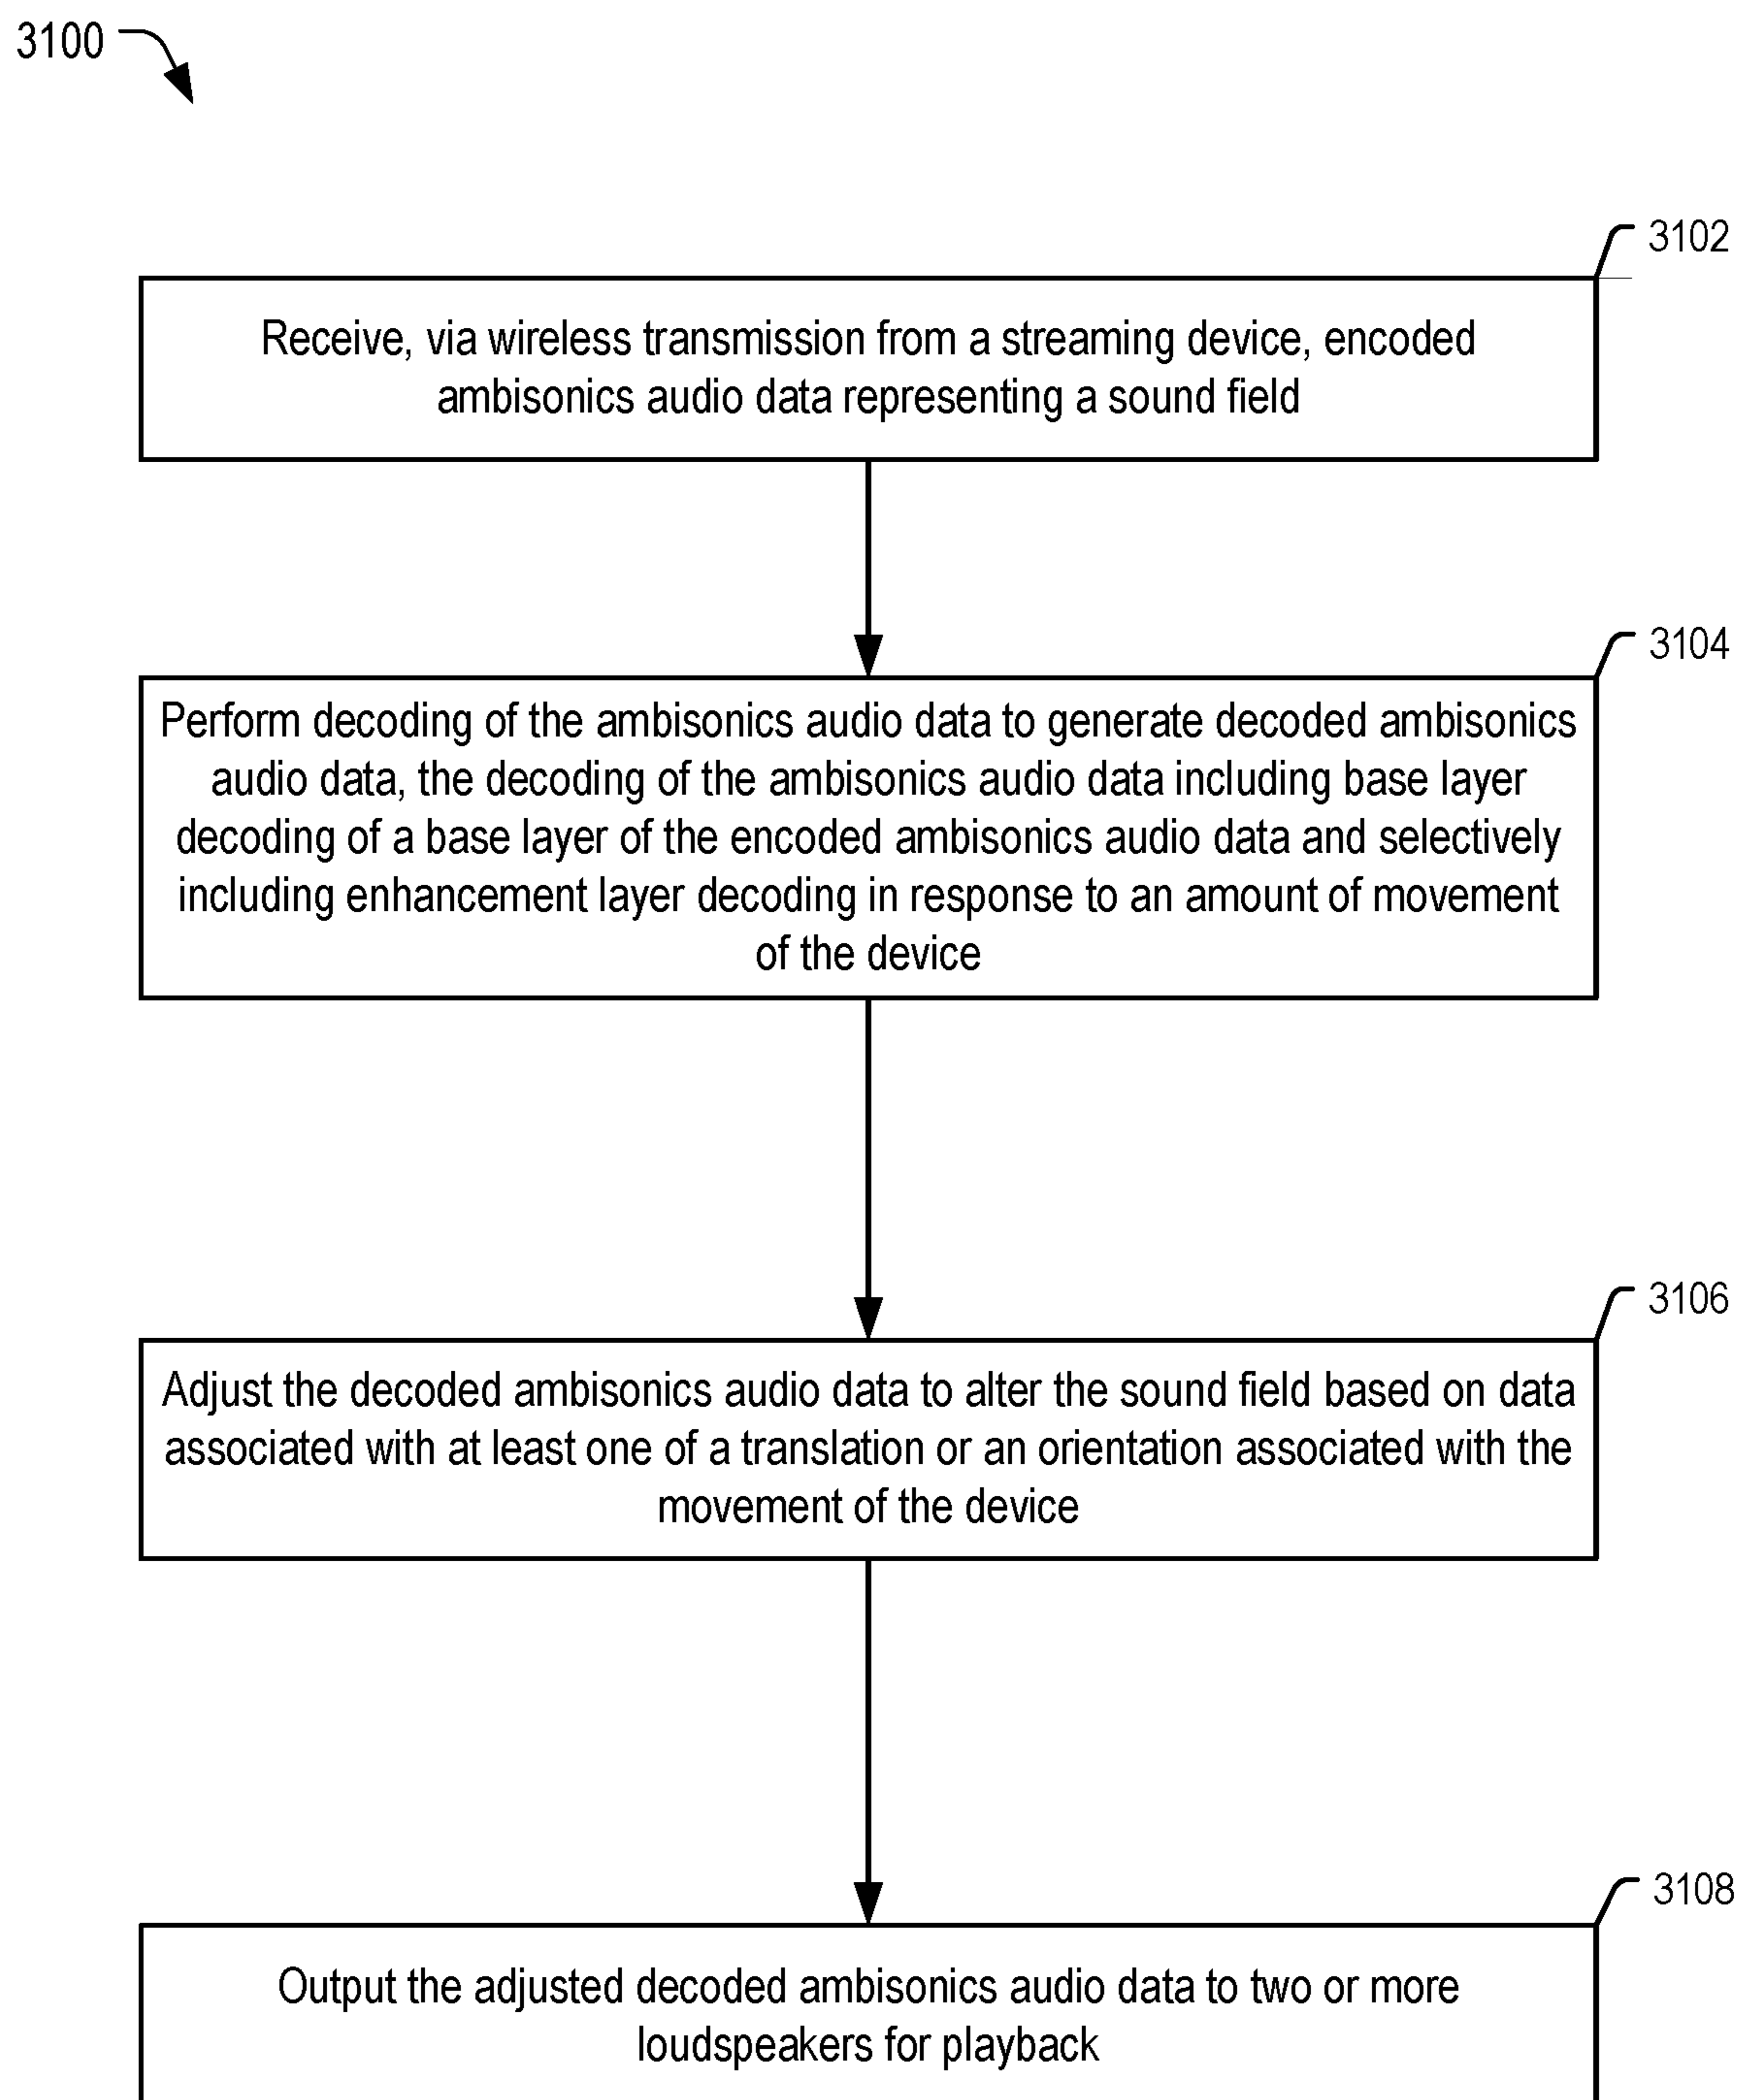 3100
3102
Receive, via wireless transmission from a streaming device, encoded
ambisonics audio data representing a sound field
3104
Perform decoding of the ambisonics audio data to generate decoded ambisonics
audio data, the decoding of the ambisonics audio data including base layer
decoding of a base layer of the encoded ambisonics audio data and selectively
including enhancement layer decoding in response to an amount of movement
of the device
3106
Adjust the decoded ambisonics audio data to alter the sound field based on data
associated with at least one of a translation or an orientation associated with the
movement of the device
3108
Output the adjusted decoded ambisonics audio data to two or more
loudspeakers for playback